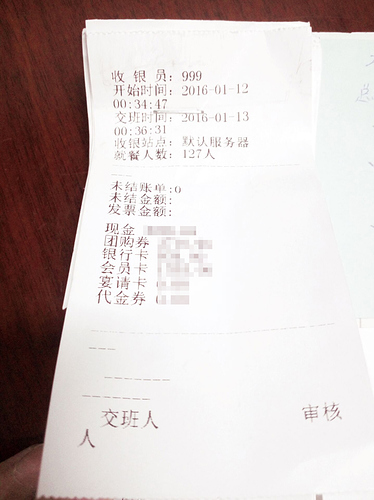 收 银 员: 999
开始时间: 2016-01-12
00:34:47
交班时间: 2016-01-13
00:36:31
收银站点: 默认服务器
就餐人数: 127人
未结账单:0
未结金额:
发票金额:
现金
团购券
银行卡
会员卡
宴请卡
代金券
交班人 审核
人